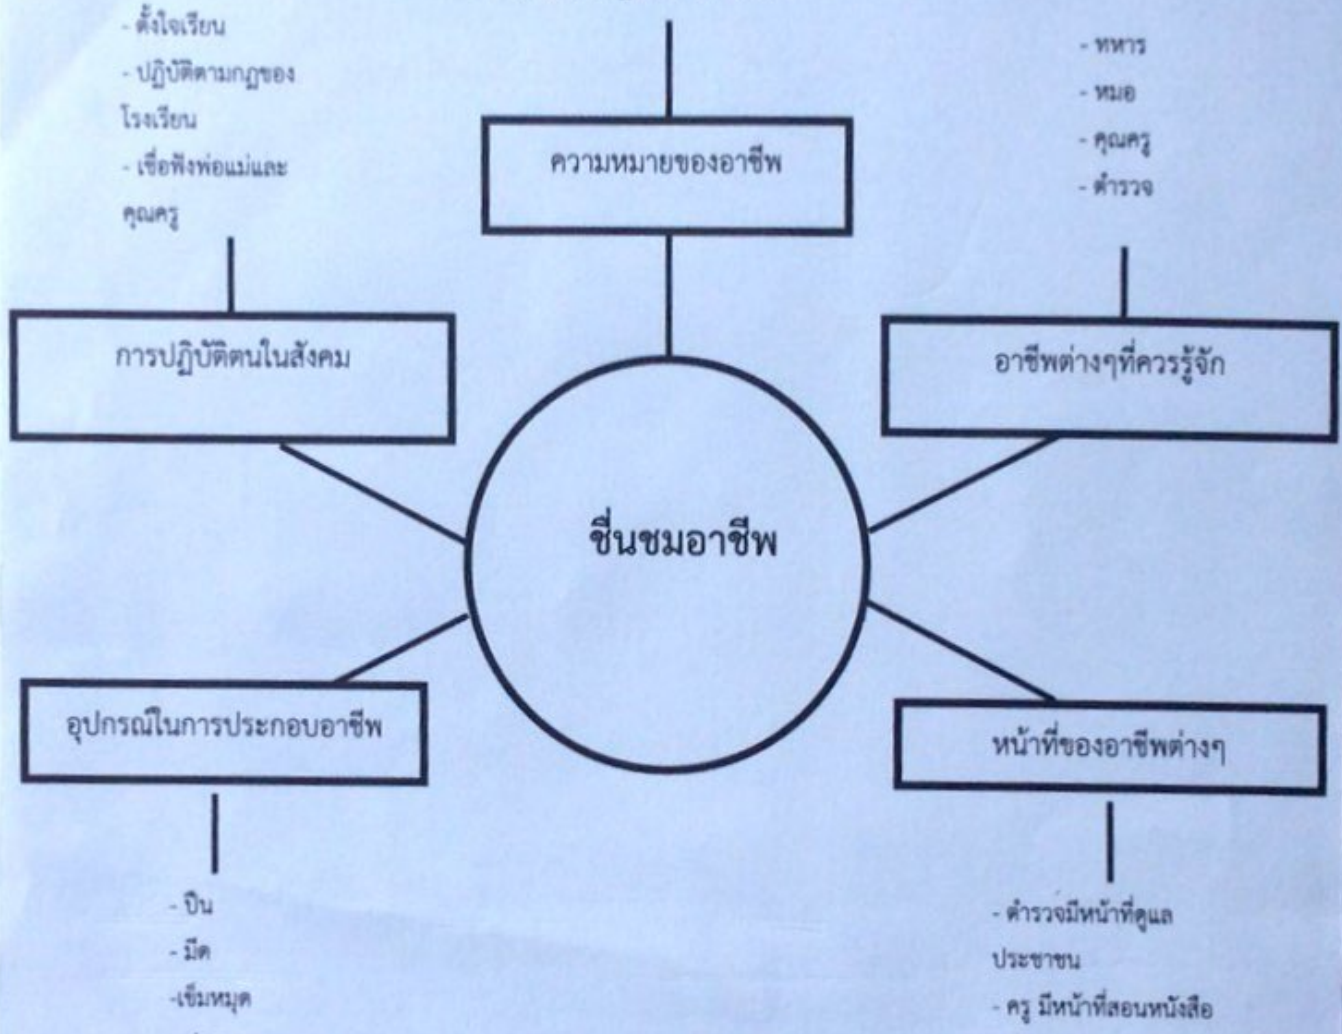 - ตั้งใจเรียน
- ปฏิบัติตามกฎของ
โรงเรียน
- เชื่อฟังพ่อแม่และ
คุณครู
ความหมายของอาชีพ
- ทหาร
- หมอ
- คุณครู
- ตำรวจ
การปฏิบัติตนในสังคม
อาชีพต่างๆที่ควรรู้จัก
ชื่นชมอาชีพ
อุปกรณ์ในการประกอบอาชีพ
หน้าที่ของอาชีพต่างๆ
- ปืน
- มีด
-เข็มหมุด
- ตำรวจมีหน้าที่ดูแล
ประชาชน
- ครู มีหน้าที่สอนหนังสือ